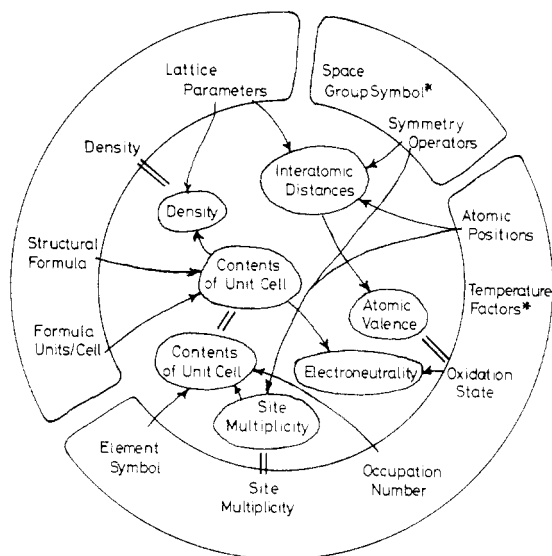 Lattice
Parameters
Space
Group Symbol*
Symmetry
Operators
Density
Interatomic
Distances
Density
Atomic
Positions
Structural
Formula
Contents
of Unit Cell
Temperature
Factors*
Atomic
Valence
Formula
Units/Cell
Contents
of Unit Cell
Electroneutrality
Oxidation
State
Site
Multiplicity
Element
Symbol
Site
Multiplicity
Occupation
Number